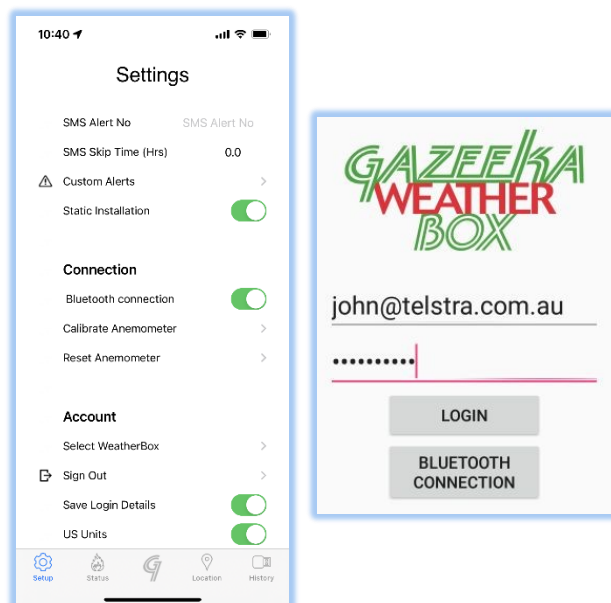 10:40
Settings
SMS Alert No SMS Alert No
SMS Skip Time (Hrs) 0.0
Custom Alerts
Static Installation
Connection
Bluetooth connection
Calibrate Anemometer
Reset Anemometer
Account
Select WeatherBox
Sign Out
Save Login Details
US Units
Setup Status G Location History
GAZEEKA
WEATHER
BOX
john@telstra.com.au
••••••••••
LOGIN
BLUETOOTH
CONNECTION